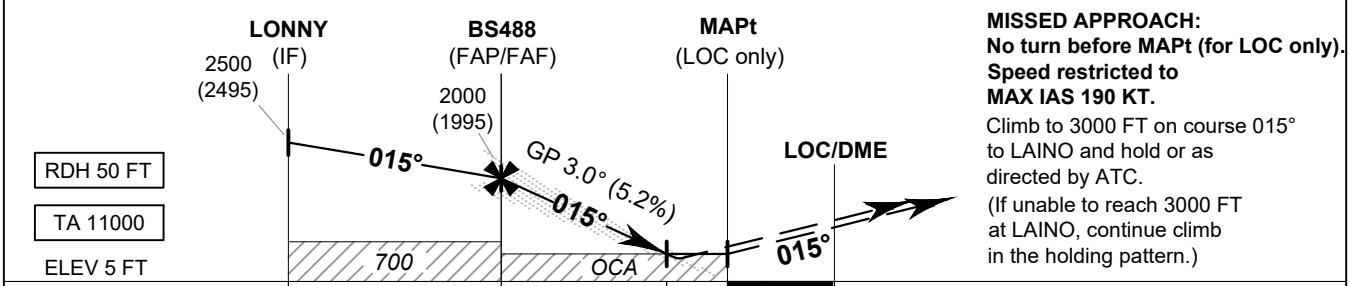 LONNY
(IF)
2500
(2495)
BS488
(FAP/FAF)
2000
(1995)
MAPt
(LOC only)
MISSED APPROACH:
No turn before MAPt (for LOC only).
Speed restricted to
MAX IAS 190 KT.
Climb to 3000 FT on course 015°
to LAINO and hold or as
directed by ATC.
(If unable to reach 3000 FT
at LAINO, continue climb
in the holding pattern.)
LOC/DME
015°
GP 3.0° (5.2%)
015°
015°
RDH 50 FT
TA 11000
ELEV 5 FT
700
OCA